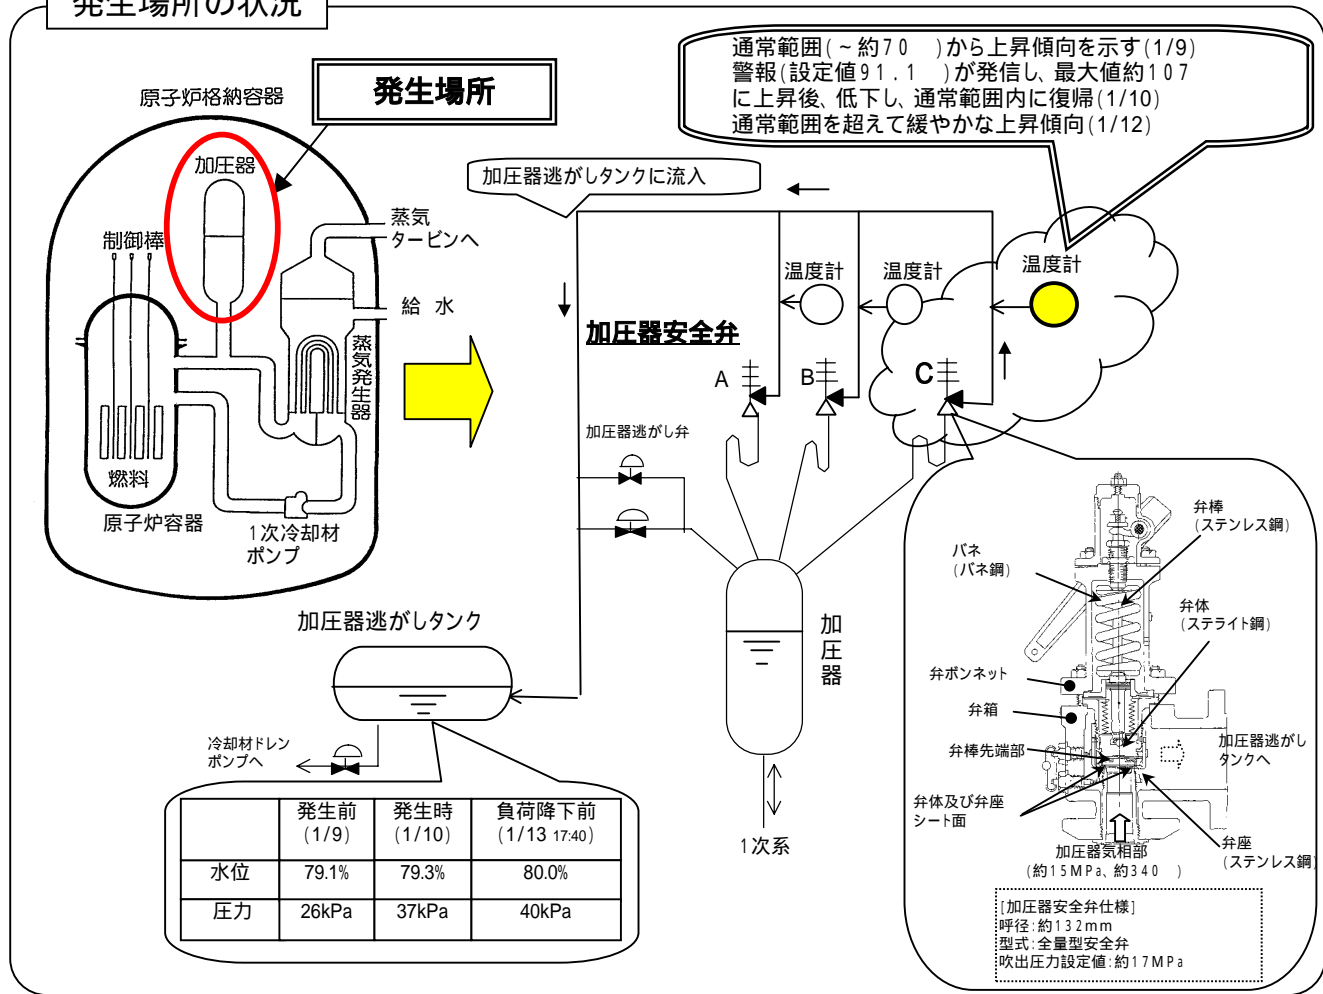 発生場所の状況
発生場所
原子炉格納容器
加圧器
制御棒
蒸気
タービンへ
給 水
蒸気発生器
燃料
原子炉容器
1次冷却材
ポンプ
通常範囲(~約70　)から上昇傾向を示す(1/9)
警報(設定値91.1　)が発信し、最大値約107
に上昇後、低下し、通常範囲内に復帰(1/10)
通常範囲を超えて緩やかな上昇傾向(1/12)
加圧器逃がしタンクに流入
温度計
温度計
温度計
加圧器安全弁
A
B
C
加圧器逃がし弁
加圧器
1次系
加圧器逃がしタンク
冷却材ドレン
ポンプへ
発生前 発生時 負荷降下前
(1/9) (1/10) (1/13 17:40)
水位 79.1% 79.3% 80.0%
圧力 26kPa 37kPa 40kPa
弁棒
(ステンレス鋼)
バネ
(バネ鋼)
弁体
(ステライト鋼)
弁ボンネット
弁箱
弁棒先端部
加圧器逃がし
タンクへ
弁体及び弁座
シート面
弁座
(ステンレス鋼)
加圧器気相部
(約15MPa、約340　)
[加圧器安全弁仕様]
呼径:約132mm
型式:全量型安全弁
吹出圧力設定値:約17MPa